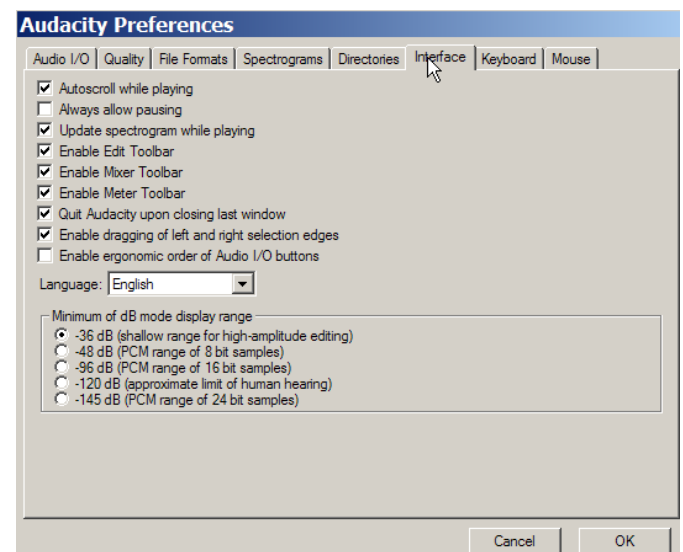 Audacity Preferences
Audio I/O Quality File Formats Spectrograms Directories Interface Keyboard Mouse
Autoscroll while playing
Always allow pausing
Update spectrogram while playing
Enable Edit Toolbar
Enable Mixer Toolbar
Enable Meter Toolbar
Quit Audacity upon closing last window
Enable dragging of left and right selection edges
Enable ergonomic order of Audio I/O buttons
Language: English
Minimum of dB mode display range
-36 dB (shallow range for high-amplitude editing)
-48 dB (PCM range of 8 bit samples)
-96 dB (PCM range of 16 bit samples)
-120 dB (approximate limit of human hearing)
-145 dB (PCM range of 24 bit samples)
Cancel OK